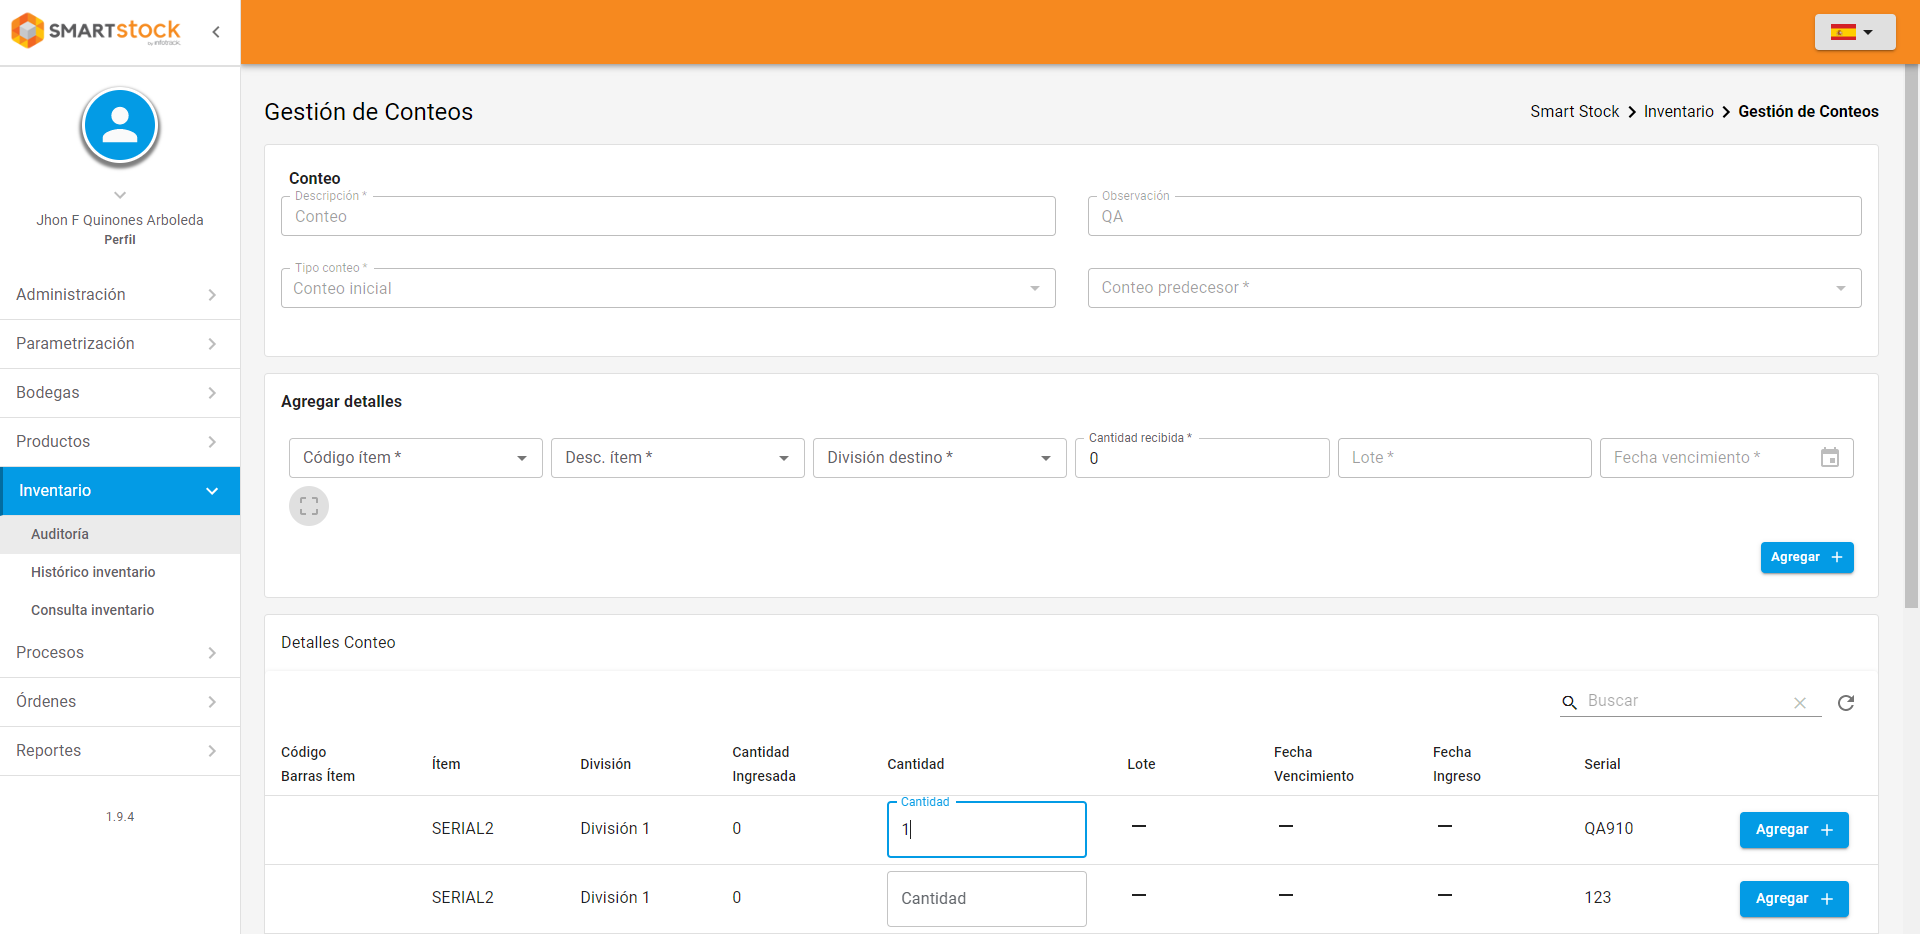 SMARTstock
by infotrack.
Gestión de Conteos
Smart Stock > Inventario > Gestión de Conteos
Jhon F Quinones Arboleda
Perfil
Administración
Parametrización
Bodegas
Productos
Inventario
Auditoría
Histórico inventario
Consulta inventario
Procesos
Órdenes
Reportes
1.9.4
Conteo
Descripción *
Conteo
Observación
QA
Tipo conteo *
Conteo inicial
Conteo predecesor *
Agregar detalles
Código ítem *
Desc. ítem *
División destino *
Cantidad recibida *
0
Lote *
Fecha vencimiento *
Agregar +
Detalles Conteo
Buscar
Código Barras Ítem
Ítem
División
Cantidad Ingresada
Cantidad
Lote
Fecha Vencimiento
Fecha Ingreso
Serial
SERIAL2 División 1 0 Cantidad 1 — — — QA910 Agregar +
SERIAL2 División 1 0 Cantidad — — — 123 Agregar +